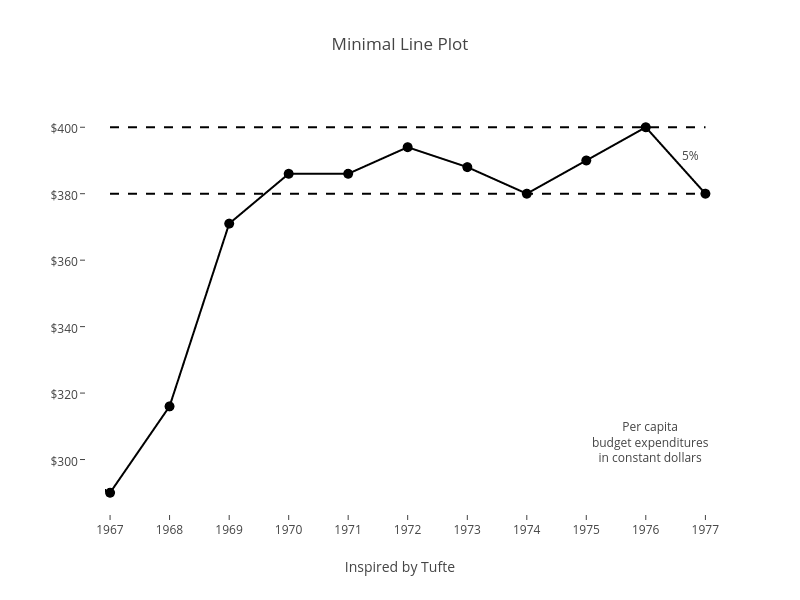 Minimal Line Plot
$400
5%
$380
$360
$340
$320
Per capita
budget expenditures
in constant dollars
$300
1967 1968 1969 1970 1971 1972 1973 1974 1975 1976 1977
Inspired by Tufte